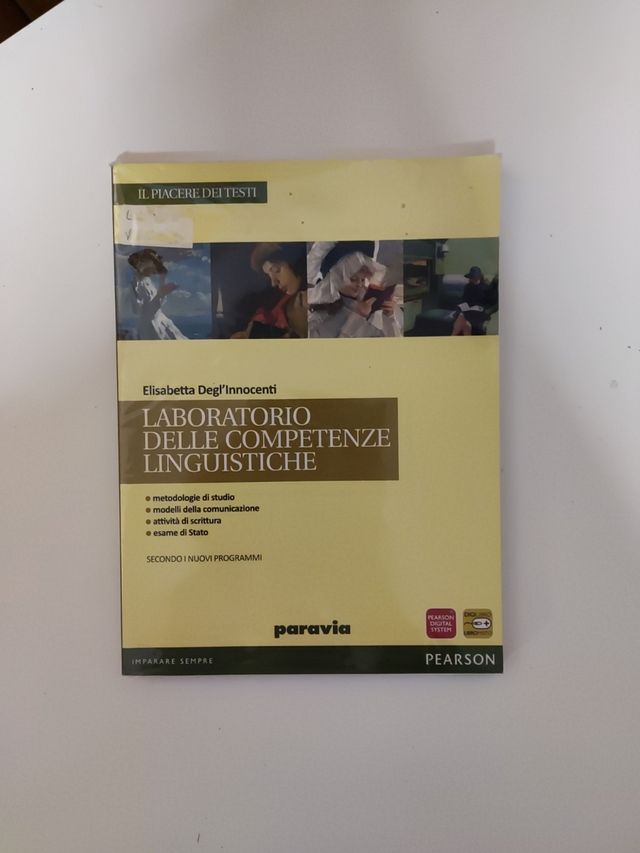 IL PIACERE DEI TESTI
Elisabetta Degl'Innocenti
LABORATORIO
DELLE COMPETENZE
LINGUISTICHE
metodologie di studio
modelli della comunicazione
attività di scrittura
esame di Stato
SECONDO I NUOVI PROGRAMMI
paravia
PEARSON
DIGITAL
SYSTEM
IMPARARE SEMPRE
PEARSON